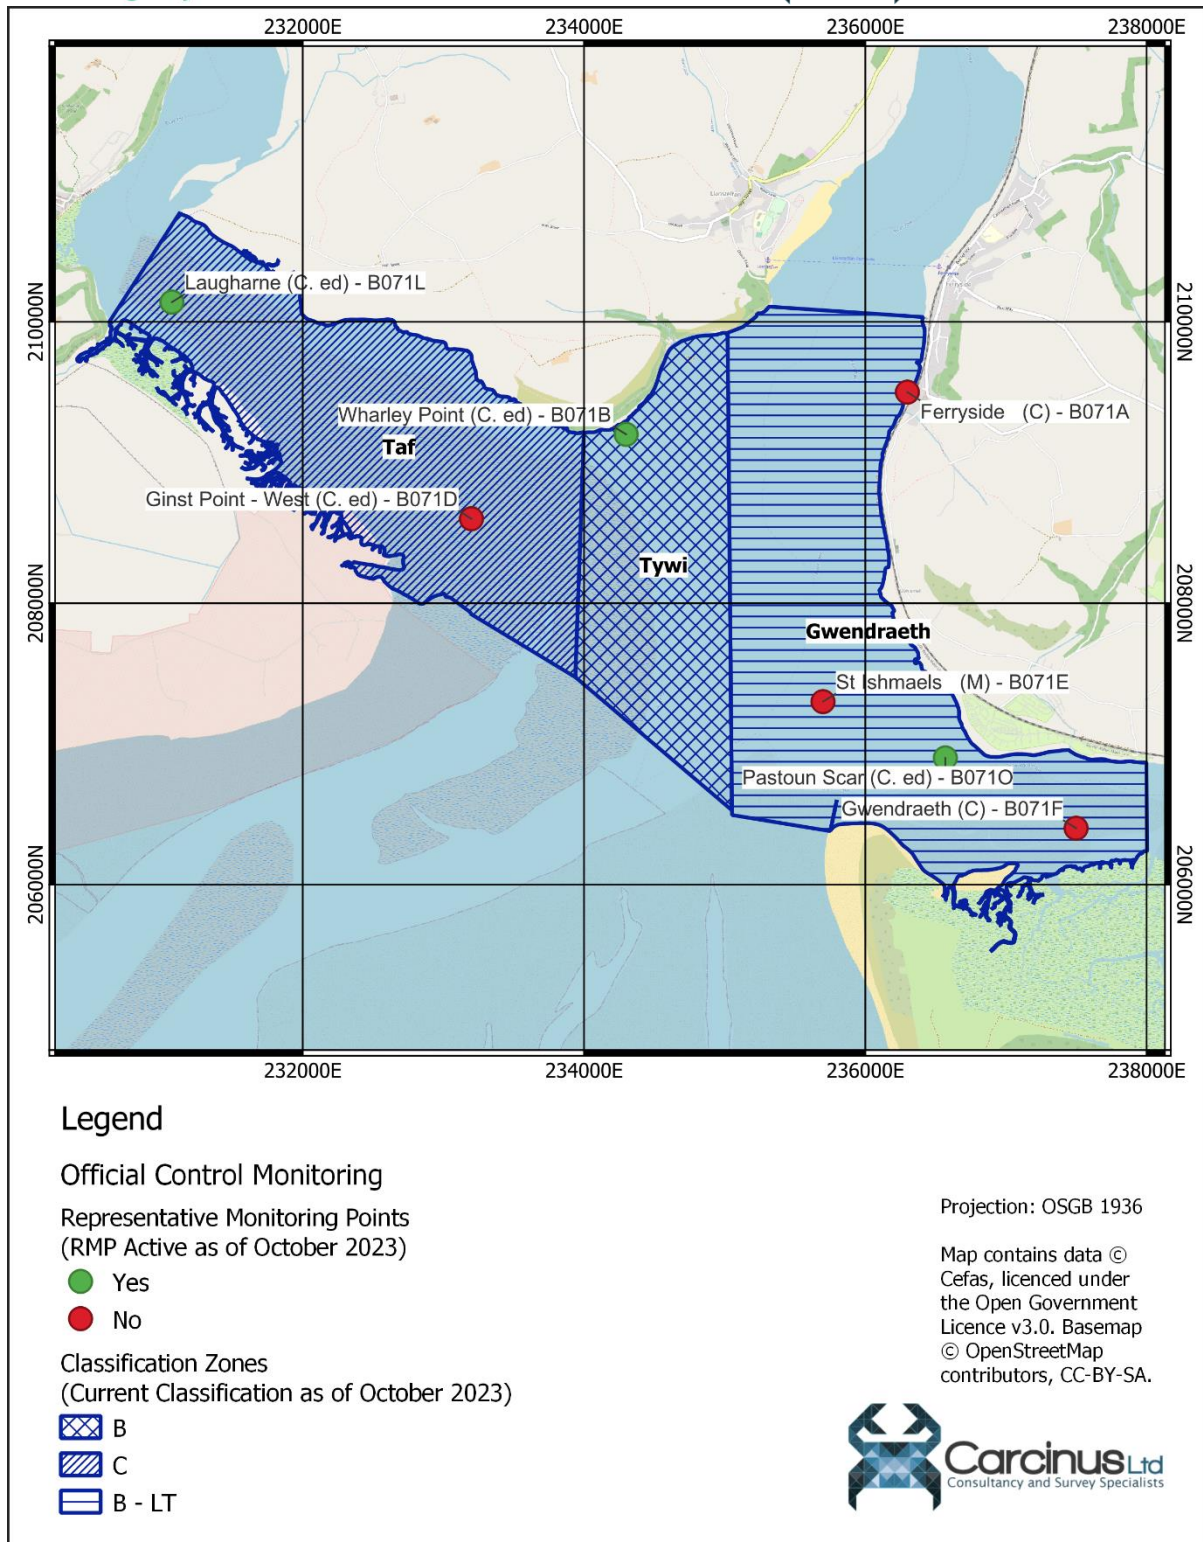 232000E
234000E
236000E
238000E
210000N
208000N
206000N
210000N
208000N
206000N
Laugharne (C. ed) - B071L
Wharley Point (C. ed) - B071B
Taf
Ginst Point - West (C. ed) - B071D
Tywi
Ferryside (C) - B071A
Ferryside
Gwendraeth
St Ishmaels (M) - B071E
Pastoun Scar (C. ed) - B071O
Gwendraeth (C) - B071F
232000E
234000E
236000E
238000E
Legend
Official Control Monitoring
Representative Monitoring Points
(RMP Active as of October 2023)
Yes
No
Classification Zones
(Current Classification as of October 2023)
B
C
B - LT
Projection: OSGB 1936
Map contains data ©
Cefas, licenced under
the Open Government
Licence v3.0. Basemap
© OpenStreetMap
contributors, CC-BY-SA.
Carcinus Ltd
Consultancy and Survey Specialists